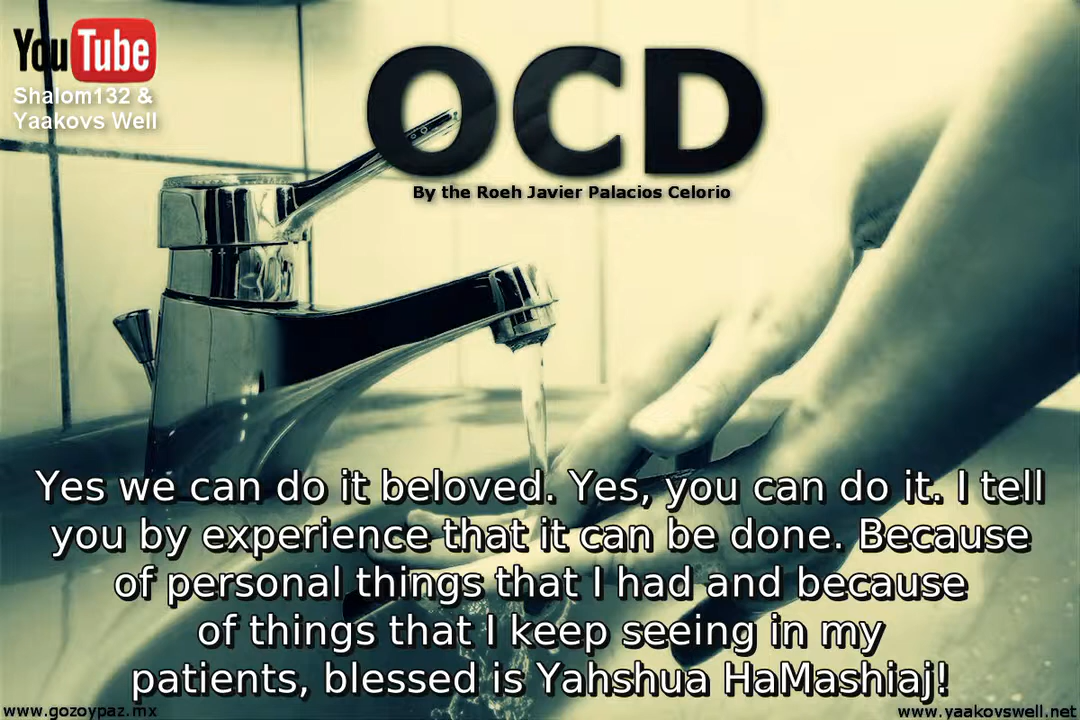 YouTube
Shalom132 &
Yaakovs Well
OCD
By the Roeh Javier Palacios Celorio
Yes we can do it beloved. Yes, you can do it. I tell
you by experience that it can be done. Because
of personal things that I had and because
of things that I keep seeing in my
patients, blessed is Yahshua HaMashiaj!
www.gozoypaz.mx
www.yaakovswell.net